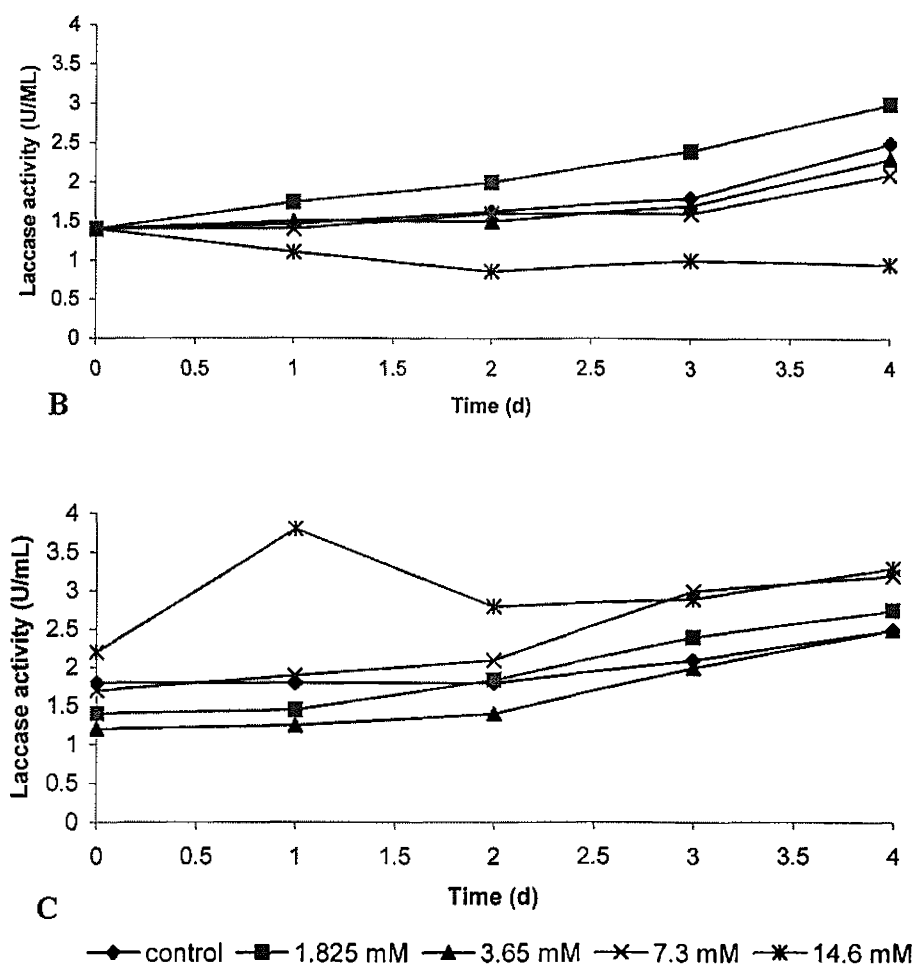 Laccase activity (U/ML)
4
3.5
3
2.5
2
1.5
1
0.5
0
0 0.5 1 1.5 2 2.5 3 3.5 4
Time (d)
B
Laccase activity (U/mL)
4
3.5
3
2.5
2
1.5
1
0.5
0
0 0.5 1 1.5 2 2.5 3 3.5 4
Time (d)
C
control 1.825 mM 3.65 mM 7.3 mM 14.6 mM